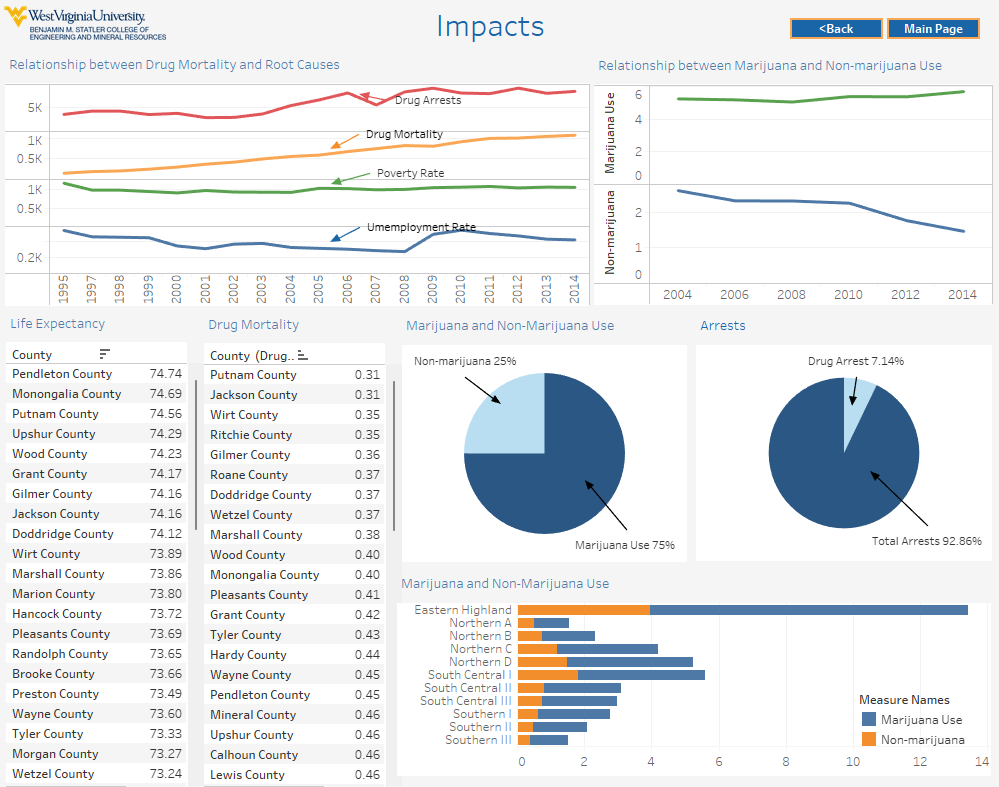 WestVirginiaUniversity.
BENJAMIN M. STATLER COLLEGE OF
ENGINEERING AND MINERAL RESOURCES
Impacts
<Back
Main Page
Relationship between Drug Mortality and Root Causes
5K
Drug Arrests
1K
0.5K
Drug Mortality
1K
0.5K
Poverty Rate
0.2K
Unemployment Rate
1995 1997 1998 1999 2000 2001 2002 2003 2004 2005 2006 2007 2008 2009 2010 2011 2012 2013 2014
Relationship between Marijuana and Non-marijuana Use
Marijuana Use
6
4
2
0
Non-marijuana
2
1
0
2004 2006 2008 2010 2012 2014
Life Expectancy
County
Pendleton County 74.74
Monongalia County 74.69
Putnam County 74.56
Upshur County 74.29
Wood County 74.23
Grant County 74.17
Gilmer County 74.16
Jackson County 74.16
Doddridge County 74.12
Wirt County 73.89
Marshall County 73.86
Marion County 73.80
Hancock County 73.72
Pleasants County 73.69
Randolph County 73.65
Brooke County 73.66
Preston County 73.49
Wayne County 73.60
Tyler County 73.33
Morgan County 73.27
Wetzel County 73.24
Drug Mortality
County (Drug..
Putnam County 0.31
Jackson County 0.31
Wirt County 0.35
Ritchie County 0.35
Gilmer County 0.36
Roane County 0.37
Doddridge County 0.37
Wetzel County 0.37
Marshall County 0.38
Wood County 0.40
Monongalia County 0.40
Pleasants County 0.41
Grant County 0.42
Tyler County 0.43
Hardy County 0.44
Wayne County 0.45
Pendleton County 0.45
Mineral County 0.46
Upshur County 0.46
Calhoun County 0.46
Lewis County 0.46
Marijuana and Non-Marijuana Use
Non-marijuana 25%
Marijuana Use 75%
Arrests
Drug Arrest 7.14%
Total Arrests 92.86%
Marijuana and Non-Marijuana Use
Eastern Highland
Northern A
Northern B
Northern C
Northern D
South Central I
South Central II
South Central III
Southern I
Southern II
Southern III
0 2 4 6 8 10 12 14
Measure Names
Marijuana Use
Non-marijuana